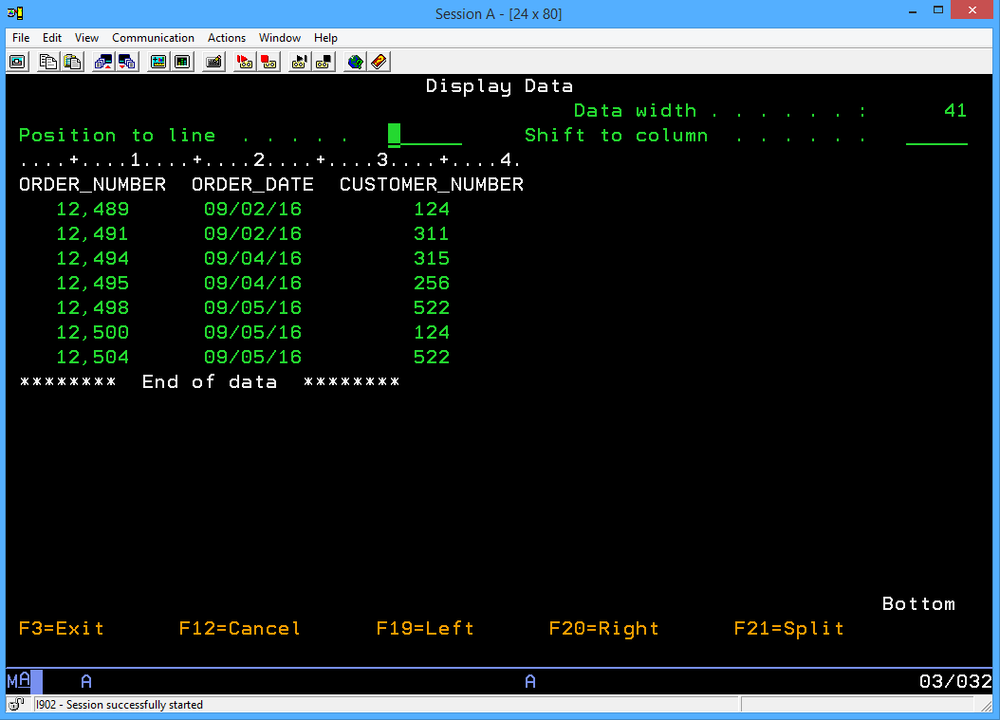 Session A - [24 x 80]
File Edit View Communication Actions Window Help
Display Data
Data width . . . . . . : 41
Position to line . . . . . Shift to column . . . . . .
....+....1....+....2....+....3....+....4.
ORDER_NUMBER ORDER_DATE CUSTOMER_NUMBER
12,489 09/02/16 124
12,491 09/02/16 311
12,494 09/04/16 315
12,495 09/04/16 256
12,498 09/05/16 522
12,500 09/05/16 124
12,504 09/05/16 522
******** End of data ********
Bottom
F3=Exit F12=Cancel F19=Left F20=Right F21=Split
MA A A 03/032
I902 - Session successfully started